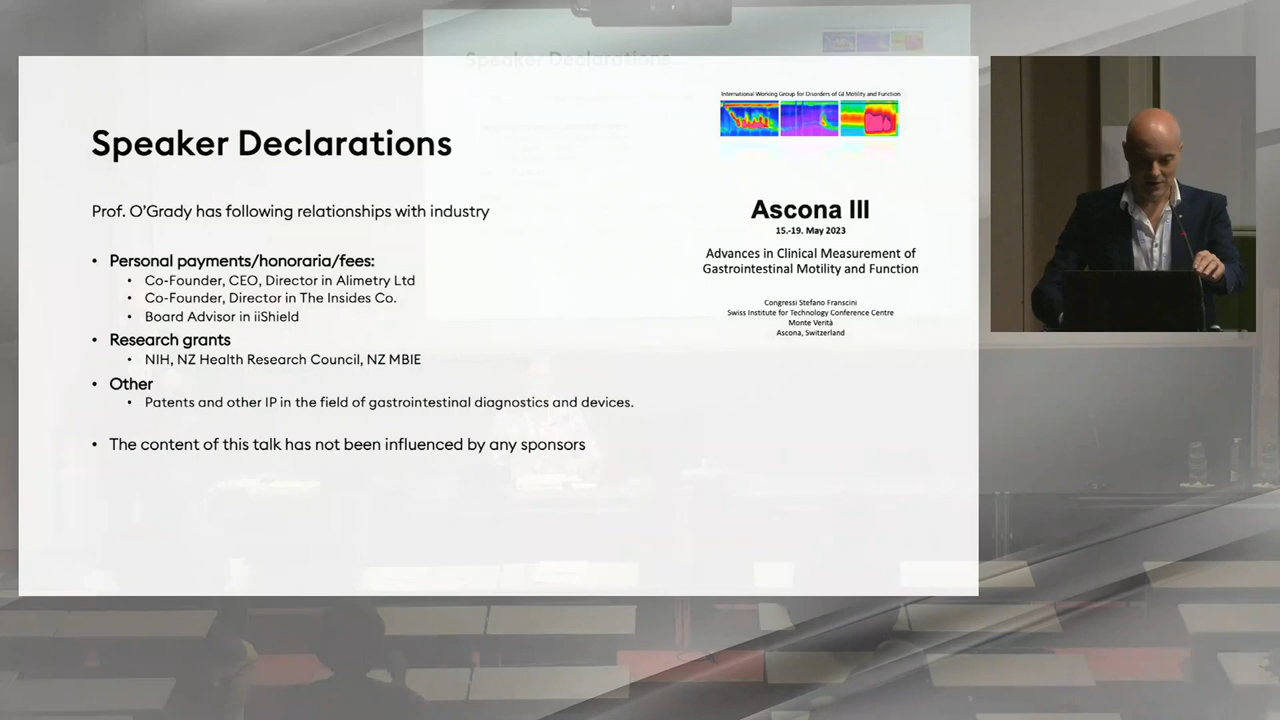 Speaker Declarations
Speaker Declarations
Prof. O'Grady has following relationships with industry
• Personal payments/honoraria/fees:
• Co-Founder, CEO, Director in Alimetry Ltd
• Co-Founder, Director in The Insides Co.
• Board Advisor in iiShield
• Research grants
• NIH, NZ Health Research Council, NZ MBIE
• Other
• Patents and other IP in the field of gastrointestinal diagnostics and devices.
• The content of this talk has not been influenced by any sponsors
International Working Group for Disorders of GI Motility and Function
Ascona III
15.-19. May 2023
Advances in Clinical Measurement of
Gastrointestinal Motility and Function
Congressi Stefano Franscini
Swiss Institute for Technology Conference Centre
Monte Verità
Ascona, Switzerland